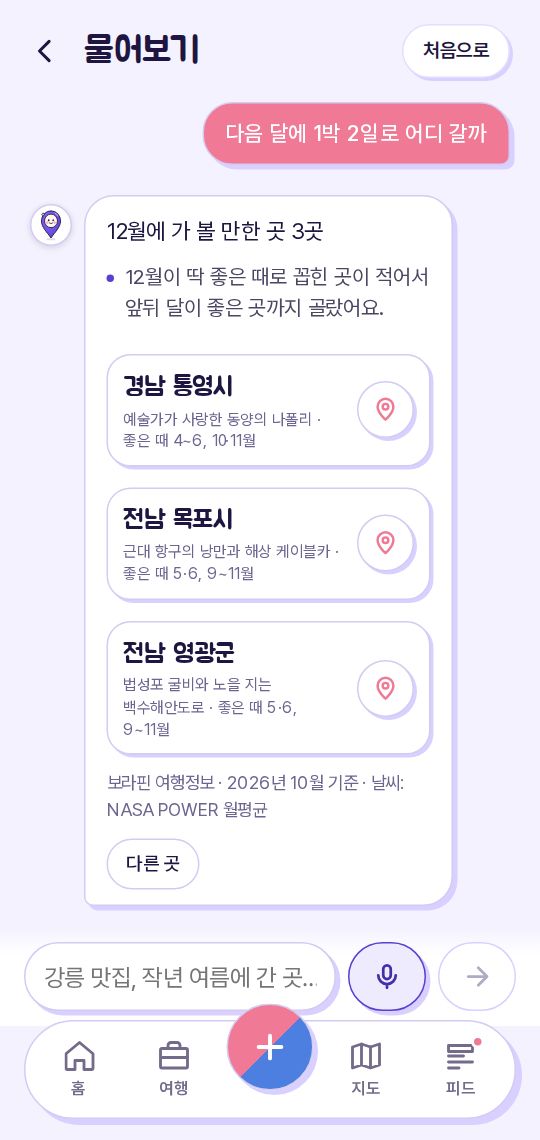 물어보기
처음으로
다음 달에 1박 2일로 어디 갈까
12월에 가 볼 만한 곳 3곳
12월이 딱 좋은 때로 꼽힌 곳이 적어서
앞뒤 달이 좋은 곳까지 골랐어요.
경남 통영시
예술가가 사랑한 동양의 나폴리 ·
좋은 때 4~6, 10·11월
전남 목포시
근대 항구의 낭만과 해상 케이블카 ·
좋은 때 5·6, 9~11월
전남 영광군
법성포 굴비와 노을 지는
백수해안도로 · 좋은 때 5·6,
9~11월
보라핀 여행정보 · 2026년 10월 기준 · 날씨:
NASA POWER 월평균
다른 곳
강릉 맛집, 작년 여름에 간 곳…
홈
여행
지도
피드